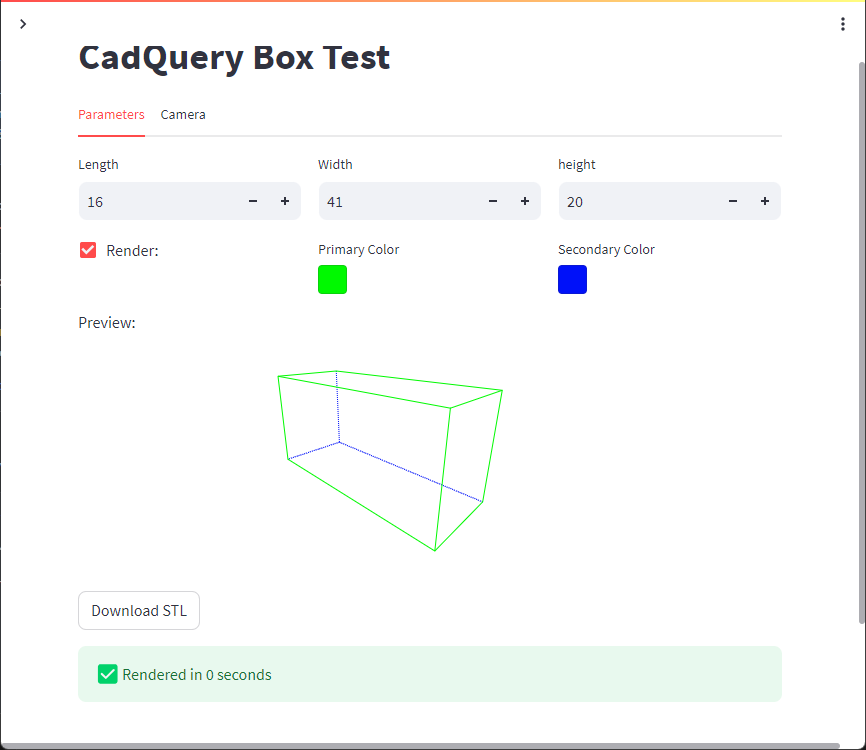 CadQuery Box Test
Parameters Camera
Length Width height
16 41 20
Render: Primary Color Secondary Color
Preview:
Download STL
Rendered in 0 seconds